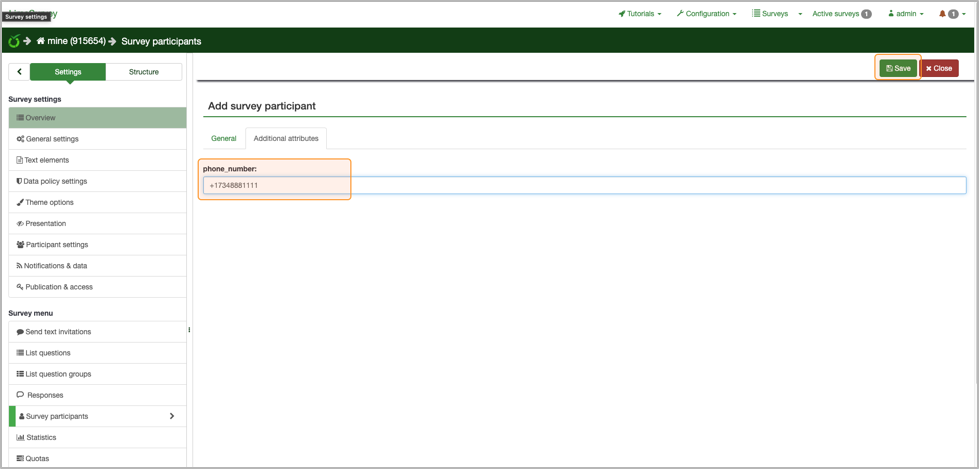 Survey settings
Tutorials
Configuration
Surveys
Active surveys 1
admin
1
mine (915654)
Survey participants
Settings
Structure
Save
Close
Survey settings
Overview
General settings
Text elements
Data policy settings
Theme options
Presentation
Participant settings
Notifications & data
Publication & access
Survey menu
Send text invitations
List questions
List question groups
Responses
Survey participants
Statistics
Quotas
Add survey participant
General
Additional attributes
phone_number:
+17348881111